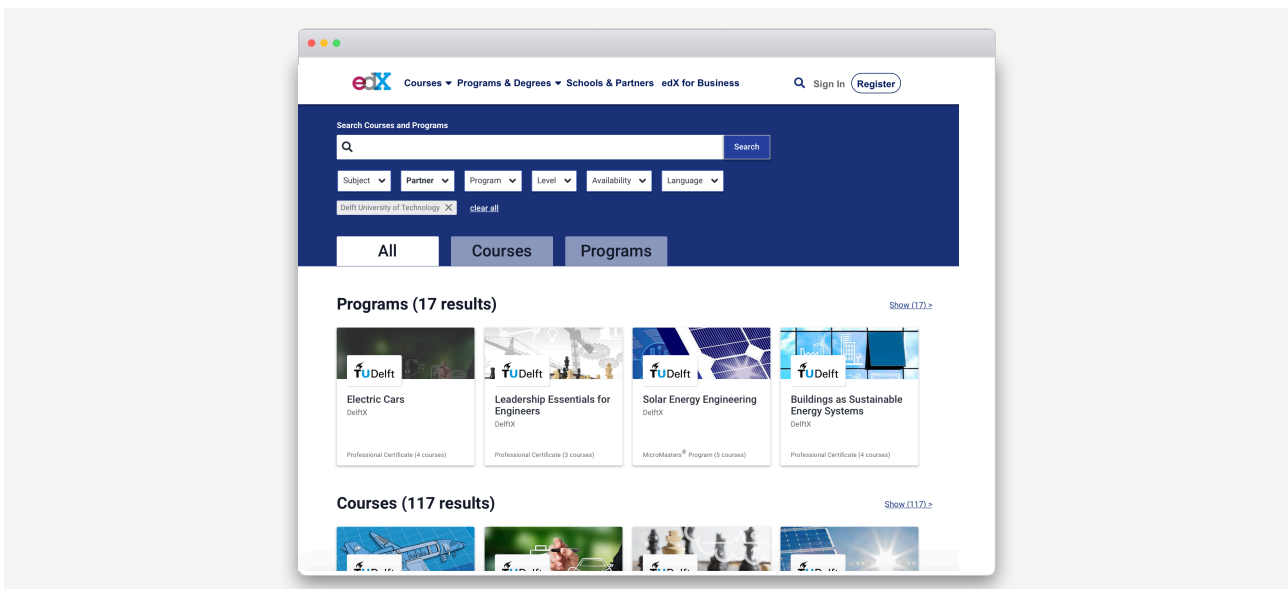 edX Courses Programs & Degrees Schools & Partners edX for Business Sign In Register
Search Courses and Programs
Search
Subject Partner Program Level Availability Language
Delft University of Technology clear all
All Courses Programs
Programs (17 results) Show (17) >
TUDelft TUDelft TUDelft TUDelft
Electric Cars
DelftX
Professional Certificate (4 courses)
Leadership Essentials for
Engineers
DelftX
Professional Certificate (3 courses)
Solar Energy Engineering
DelftX
MicroMasters® Program (5 courses)
Buildings as Sustainable
Energy Systems
DelftX
Professional Certificate (4 courses)
Courses (117 results) Show (117) >